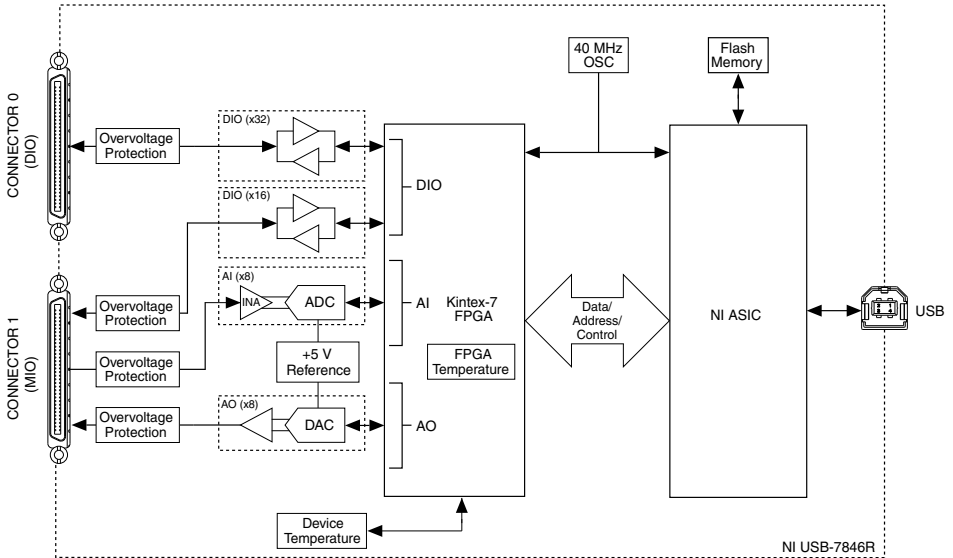 40 MHz
OSC
Flash
Memory
CONNECTOR 0
(DIO)
Overvoltage
Protection
DIO (x32)
DIO
DIO (x16)
CONNECTOR 1
(MIO)
Overvoltage
Protection
AI (x8)
INA
ADC
AI
Kintex-7
FPGA
Data/
Address/
Control
NI ASIC
USB
Overvoltage
Protection
+5 V
Reference
FPGA
Temperature
Overvoltage
Protection
AO (x8)
DAC
AO
Device
Temperature
NI USB-7846R